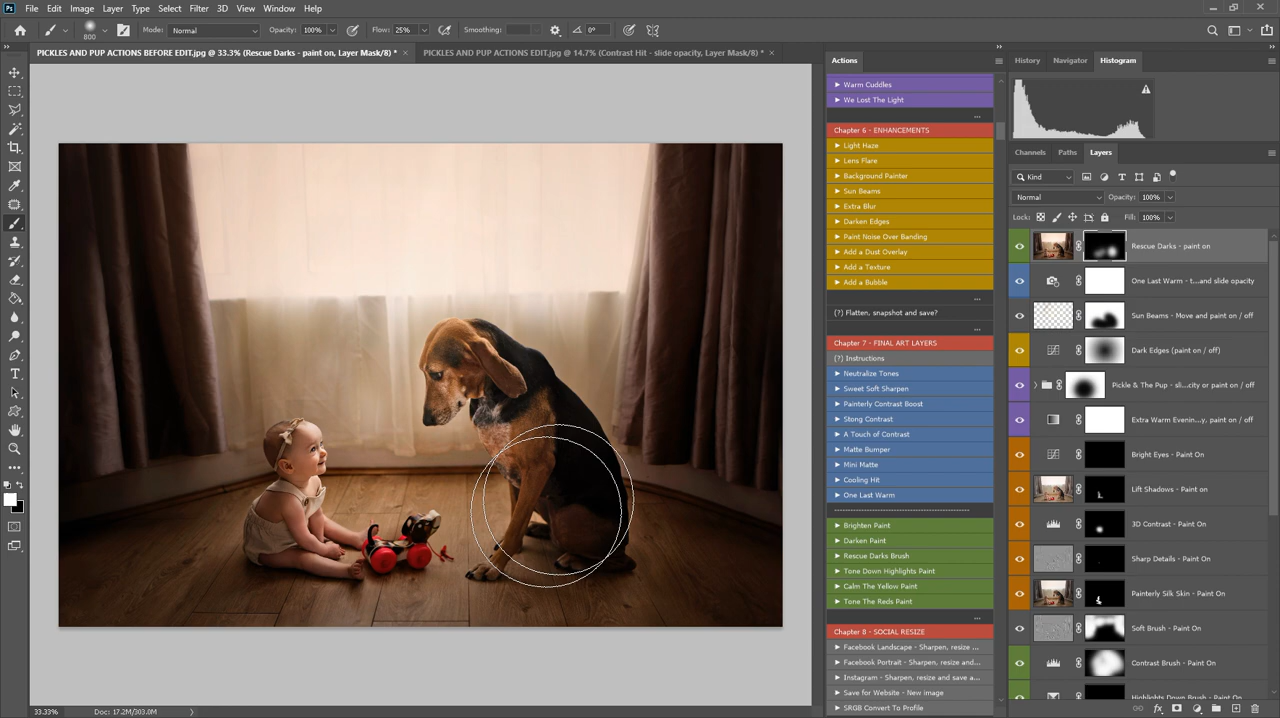 Ps File Edit Image Layer Type Select Filter 3D View Window Help
800 Mode: Normal Opacity: 100% Flow: 25% Smoothing: 0°
PICKLES AND PUP ACTIONS BEFORE EDIT.jpg @ 33.3% (Rescue Darks - paint on, Layer Mask/8) * ×
PICKLES AND PUP ACTIONS EDIT.jpg @ 14.7% (Contrast Hit - slide opacity, Layer Mask/8) * ×
Actions
Warm Cuddles
We Lost The Light
...
Chapter 6 - ENHANCEMENTS
Light Haze
Lens Flare
Background Painter
Sun Beams
Extra Blur
Darken Edges
Paint Noise Over Banding
Add a Dust Overlay
Add a Texture
Add a Bubble
...
(?) Flatten, snapshot and save?
...
Chapter 7 - FINAL ART LAYERS
(?) Instructions
Neutralize Tones
Sweet Soft Sharpen
Painterly Contrast Boost
Stong Contrast
A Touch of Contrast
Matte Bumper
Mini Matte
Cooling Hit
One Last Warm
----------------------------------------
Brighten Paint
Darken Paint
Rescue Darks Brush
Tone Down Highlights Paint
Calm The Yellow Paint
Tone The Reds Paint
...
Chapter 8 - SOCIAL RESIZE
Facebook Landscape - Sharpen, resize ...
Facebook Portrait - Sharpen, resize and...
Instagram - Sharpen, resize and save a...
Save for Website - New image
SRGB Convert To Profile
History Navigator Histogram
Channels Paths Layers
Kind
Normal Opacity: 100%
Lock: Fill: 100%
Rescue Darks - paint on
One Last Warm - t...and slide opacity
Sun Beams - Move and paint on / off
Dark Edges (paint on / off)
Pickle & The Pup - sli...city or paint on / off
Extra Warm Evenin...y, paint on / off
Bright Eyes - Paint On
Lift Shadows - Paint on
3D Contrast - Paint On
Sharp Details - Paint On
Painterly Silk Skin - Paint On
Soft Brush - Paint On
Contrast Brush - Paint On
Highlights Down Brush - Paint On
33.33% Doc: 17.2M/303.0M